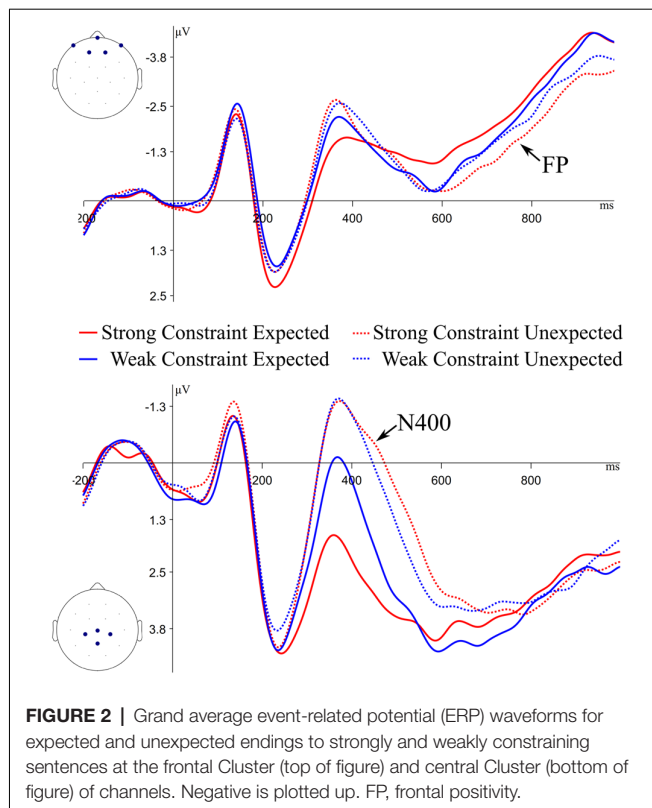 μV
-3.8
-2.5
-1.3
FP
ms
-200 200 400 600 800
1.3
2.5
Strong Constraint Expected Strong Constraint Unexpected
Weak Constraint Expected Weak Constraint Unexpected
μV
-1.3
N400
ms
-200 200 400 600 800
1.3
2.5
3.8
FIGURE 2 | Grand average event-related potential (ERP) waveforms for
expected and unexpected endings to strongly and weakly constraining
sentences at the frontal Cluster (top of figure) and central Cluster (bottom of
figure) of channels. Negative is plotted up. FP, frontal positivity.